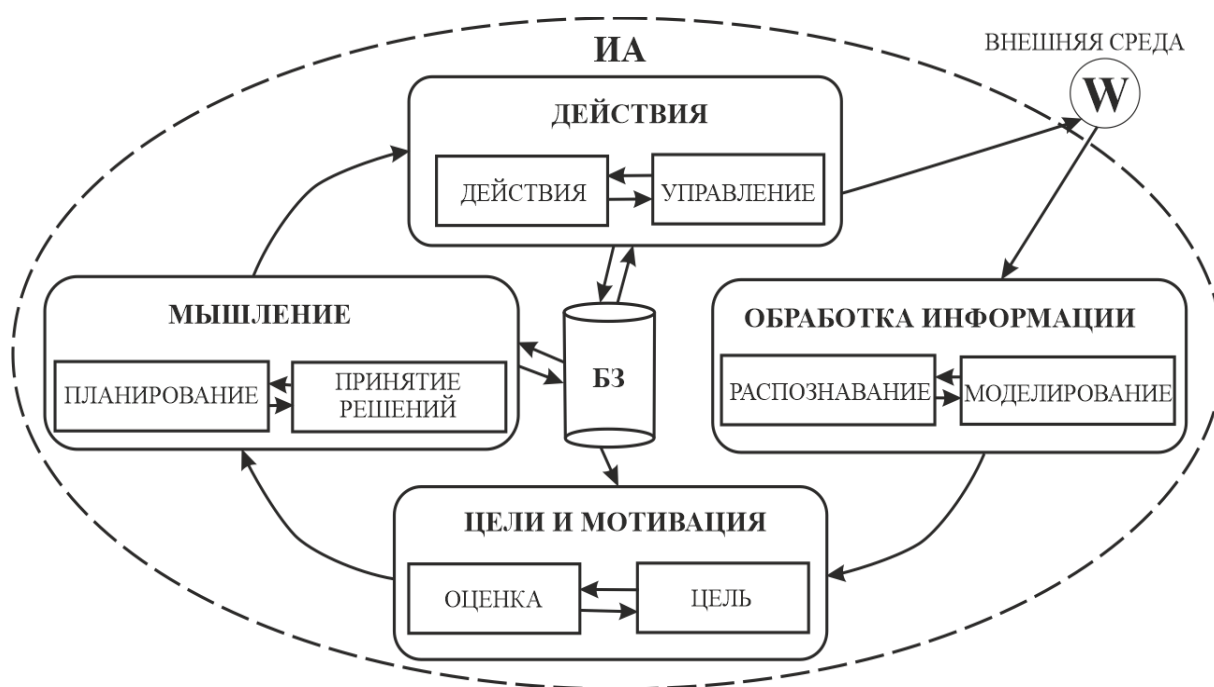 ИА
ВНЕШНЯЯ СРЕДА
W
ДЕЙСТВИЯ
ДЕЙСТВИЯ
УПРАВЛЕНИЕ
МЫШЛЕНИЕ
ПЛАНИРОВАНИЕ
ПРИНЯТИЕ
РЕШЕНИЙ
БЗ
ОБРАБОТКА ИНФОРМАЦИИ
РАСПОЗНАВАНИЕ
МОДЕЛИРОВАНИЕ
ЦЕЛИ И МОТИВАЦИЯ
ОЦЕНКА
ЦЕЛЬ